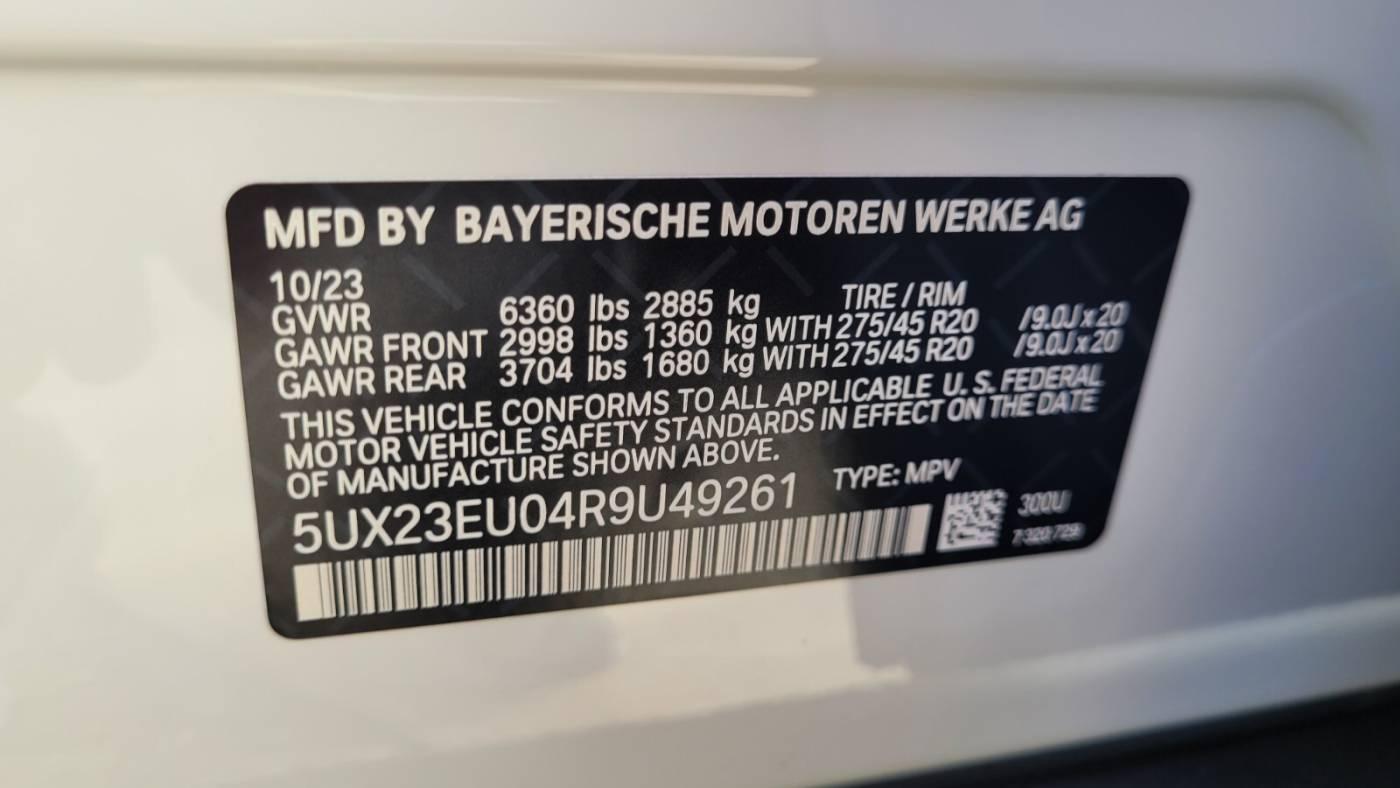 MFD BY BAYERISCHE MOTOREN WERKE AG
10/23 TIRE / RIM
GVWR 6360 lbs 2885 kg
GAWR FRONT 2998 lbs 1360 kg WITH 275/45 R20 /9.0J x 20
GAWR REAR 3704 lbs 1680 kg WITH 275/45 R20 /9.0J x 20
THIS VEHICLE CONFORMS TO ALL APPLICABLE U. S. FEDERAL
MOTOR VEHICLE SAFETY STANDARDS IN EFFECT ON THE DATE
OF MANUFACTURE SHOWN ABOVE.
5UX23EU04R9U49261 TYPE: MPV
300U